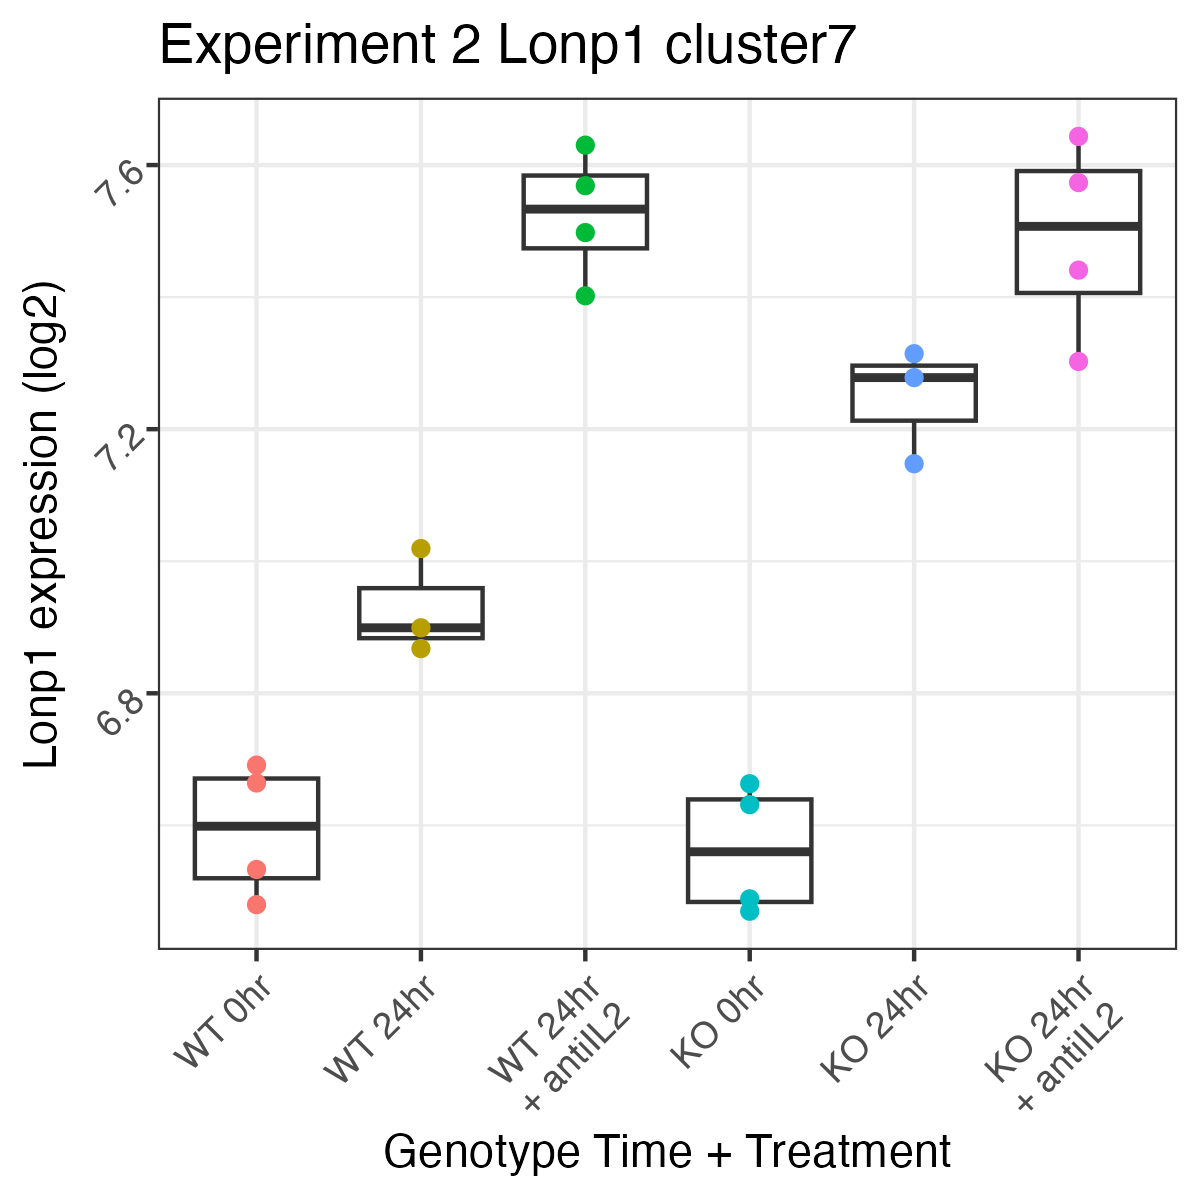 Experiment 2 Lonp1 cluster7
Lonp1 expression (log2)
7.6
7.2
6.8
WT 0hr
WT 24hr
WT 24hr
+ antiIL2
KO 0hr
KO 24hr
KO 24hr
+ antiIL2
Genotype Time + Treatment